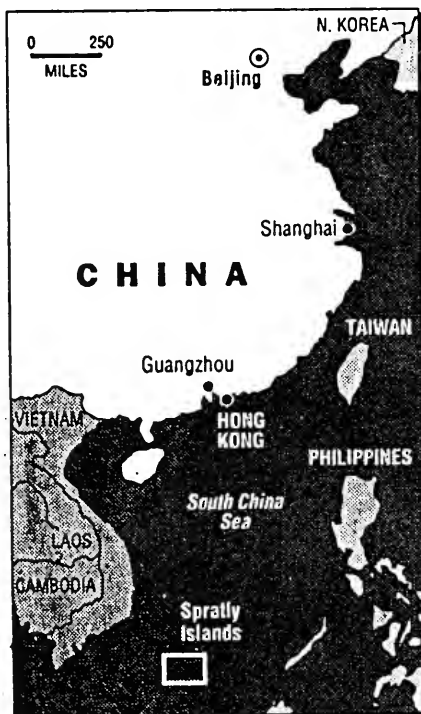 N. KOREA
0 250
MILES
Beijing
Shanghai
CHINA
TAIWAN
Guangzhou
HONG
KONG
VIETNAM
PHILIPPINES
South China
Sea
LAOS
CAMBODIA
Spratly
Islands